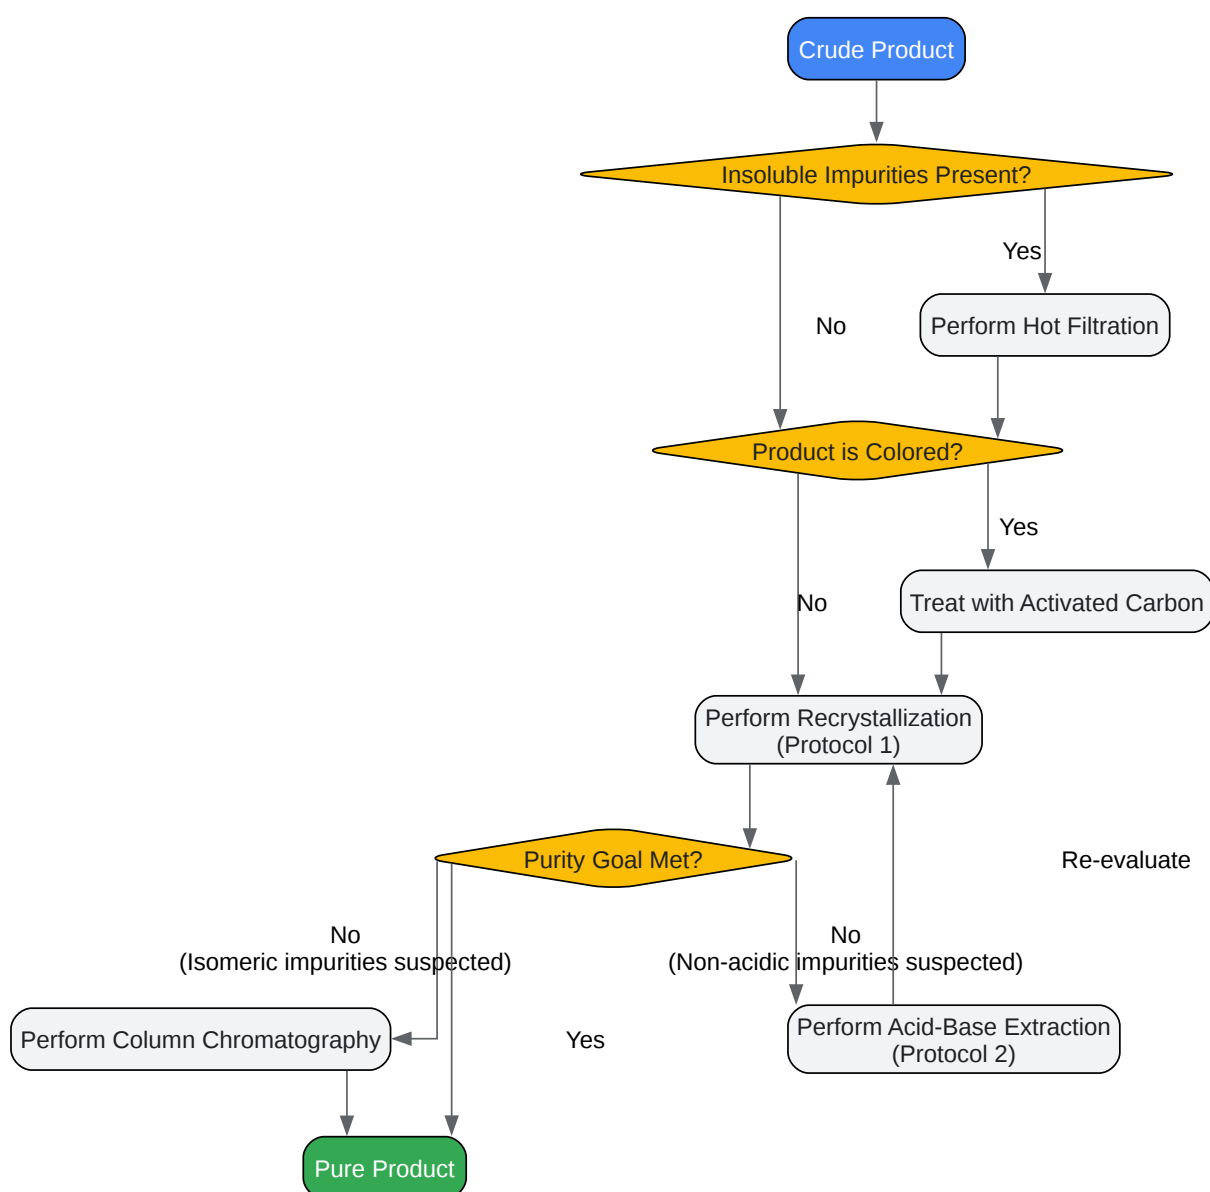 Crude Product
Insoluble Impurities Present?
Yes
No
Perform Hot Filtration
Product is Colored?
Yes
No
Treat with Activated Carbon
Perform Recrystallization
(Protocol 1)
Purity Goal Met?
Re-evaluate
No
(Isomeric impurities suspected)
No
(Non-acidic impurities suspected)
Perform Column Chromatography
Yes
Perform Acid-Base Extraction
(Protocol 2)
Pure Product